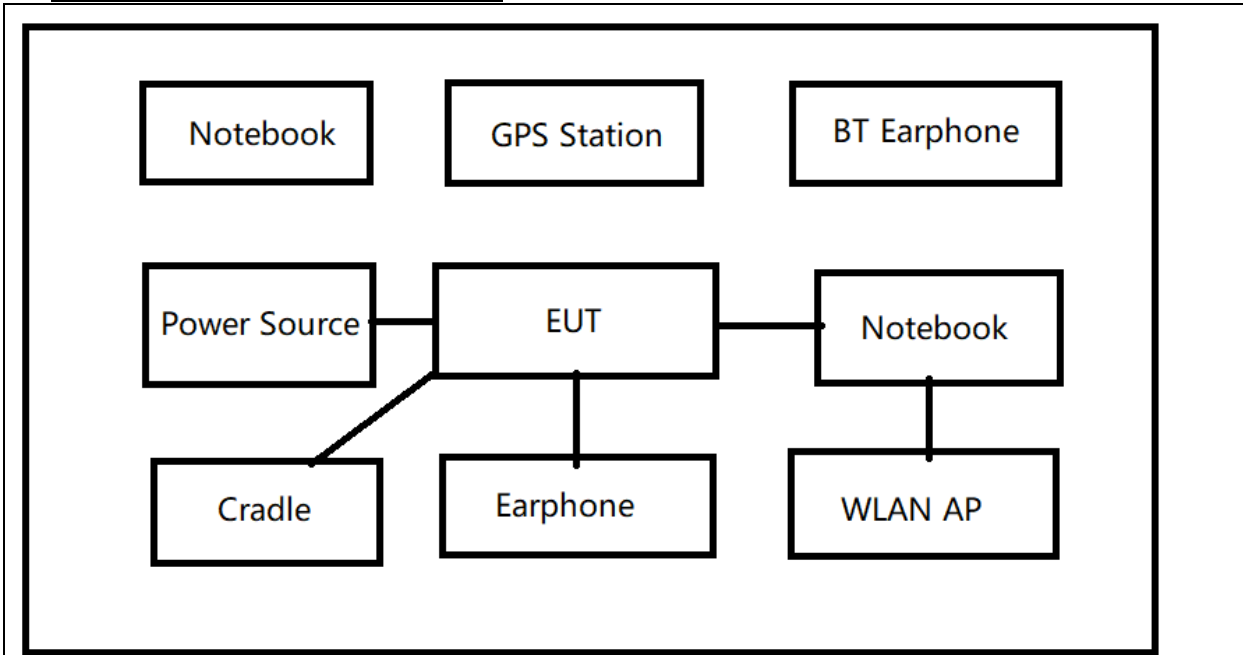 Notebook
GPS Station
BT Earphone
Power Source
EUT
Notebook
Cradle
Earphone
WLAN AP